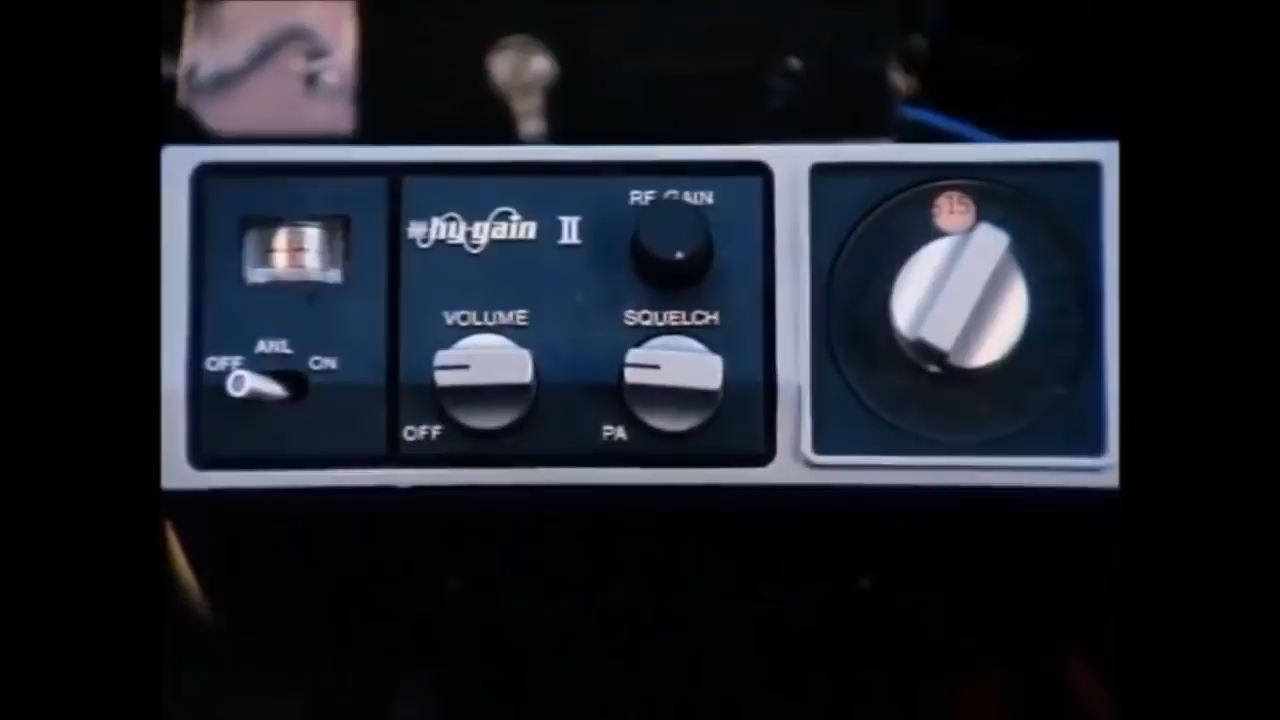 RF GAIN
hy-gain II
VOLUME
SQUELCH
ANL
OFF
ON
OFF
PA